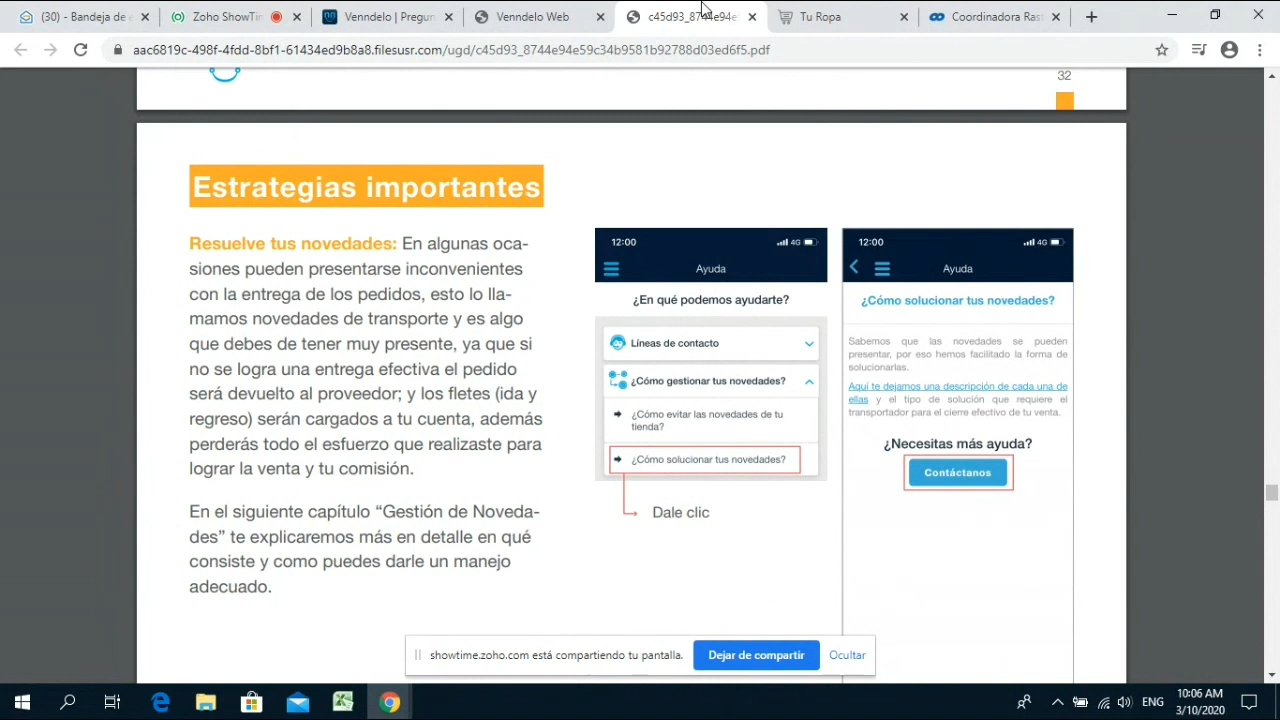 (30) - Bandeja de e
Zoho ShowTim
Venndelo | Pregun
Venndelo Web
c45d93_8744e94e
Tu Ropa
Coordinadora Rast
aac6819c-498f-4fdd-8bf1-61434ed9b8a8.filesusr.com/ugd/c45d93_8744e94e59c34b9581b92788d03ed6f5.pdf
32
Estrategias importantes
Resuelve tus novedades: En algunas oca-
siones pueden presentarse inconvenientes
con la entrega de los pedidos, esto lo lla-
mamos novedades de transporte y es algo
que debes de tener muy presente, ya que si
no se logra una entrega efectiva el pedido
será devuelto al proveedor; y los fletes (ida y
regreso) serán cargados a tu cuenta, además
perderás todo el esfuerzo que realizaste para
lograr la venta y tu comisión.
En el siguiente capítulo “Gestión de Noveda-
des” te explicaremos más en detalle en qué
consiste y como puedes darle un manejo
adecuado.
12:00
4G
Ayuda
¿En qué podemos ayudarte?
Líneas de contacto
¿Cómo gestionar tus novedades?
¿Cómo evitar las novedades de tu
tienda?
¿Cómo solucionar tus novedades?
Dale clic
12:00
4G
Ayuda
¿Cómo solucionar tus novedades?
Sabemos que las novedades se pueden
presentar, por eso hemos facilitado la forma de
solucionarlas.
Aquí te dejamos una descripción de cada una de
ellas y el tipo de solución que requiere el
transportador para el cierre efectivo de tu venta.
¿Necesitas más ayuda?
Contáctanos
showtime.zoho.com está compartiendo tu pantalla.
Dejar de compartir
Ocultar
ENG
10:06 AM
3/10/2020